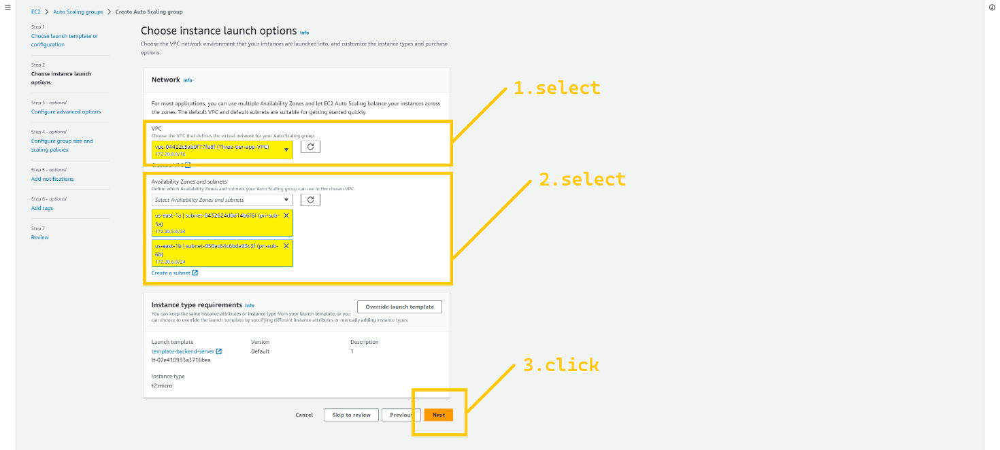 EC2 > Auto Scaling groups > Create Auto Scaling group
Step 1
Choose launch template or
configuration
Step 2
Choose instance launch
options
Step 3 - optional
Configure advanced options
Step 4 - optional
Configure group size and
scaling policies
Step 5 - optional
Add notifications
Step 6 - optional
Add tags
Step 7
Review
Choose instance launch options Info
Choose the VPC network environment that your instances are launched into, and customize the instance types and purchase
options.
Network Info
For most applications, you can use multiple Availability Zones and let EC2 Auto Scaling balance your instances across
the zones. The default VPC and default subnets are suitable for getting started quickly.
VPC
Choose the VPC that defines the virtual network for your Auto Scaling group.
vpc-04422c5ab9f77fe8f (Three-tier-app-VPC)
172.20.0.0/16
Create a VPC
Availability Zones and subnets
Define which Availability Zones and subnets your Auto Scaling group can use in the chosen VPC.
Select Availability Zones and subnets
us-east-1a | subnet-0432624d0d14b6f6f (pri-sub-
5a)
172.20.5.0/24
us-east-1b | subnet-050ac64c6bda93c3f (pri-sub-
6b)
172.20.6.0/24
Create a subnet
Instance type requirements Info
Override launch template
You can keep the same instance attributes or instance type from your launch template, or you
can choose to override the launch template by specifying different instance attributes or manually adding instance types.
Launch template Version Description
template-backend-server Default 1
lt-02e410933a3716bea
Instance type
t2.micro
Cancel Skip to review Previous Next
1.select
2.select
3.click